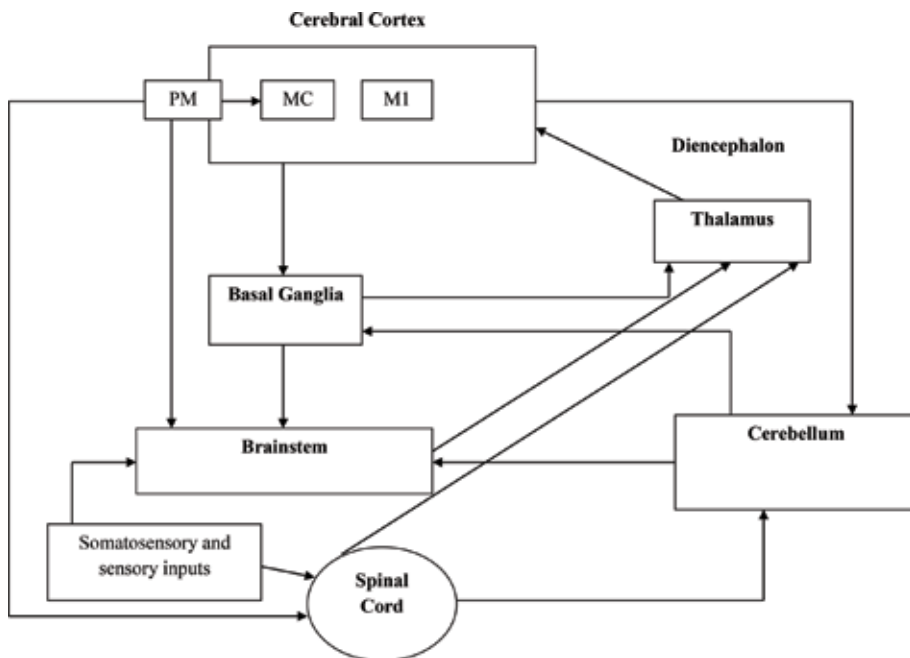 Cerebral Cortex
PM
MC
M1
Diencephalon
Thalamus
Basal Ganglia
Cerebellum
Brainstem
Somatosensory and
sensory inputs
Spinal
Cord